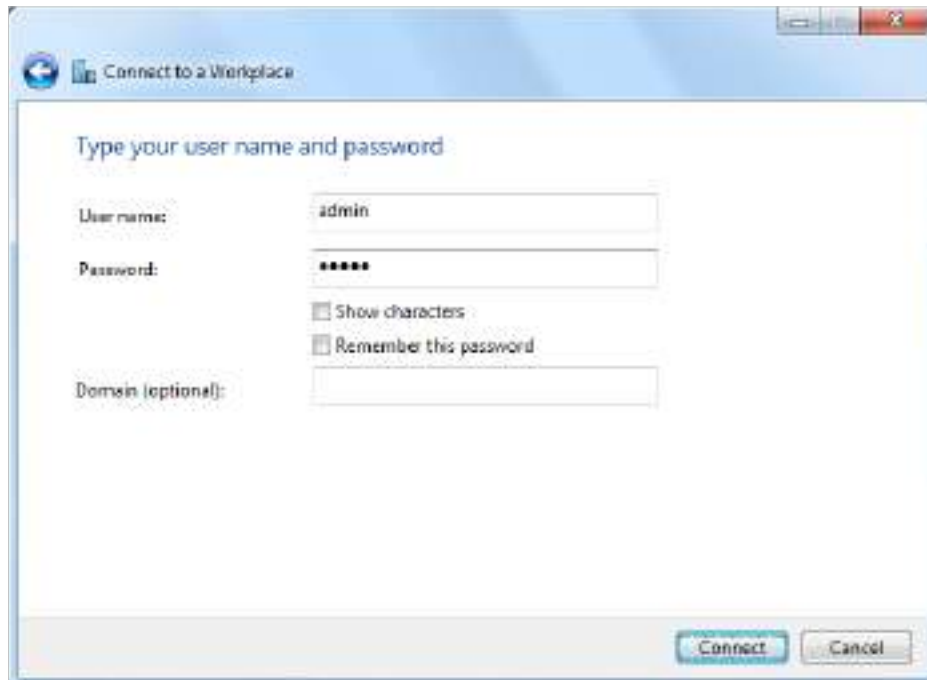 Connect to a Workplace
Type your user name and password
User name:
admin
Password:
•••••
Show characters
Remember this password
Domain (optional):
Connect
Cancel